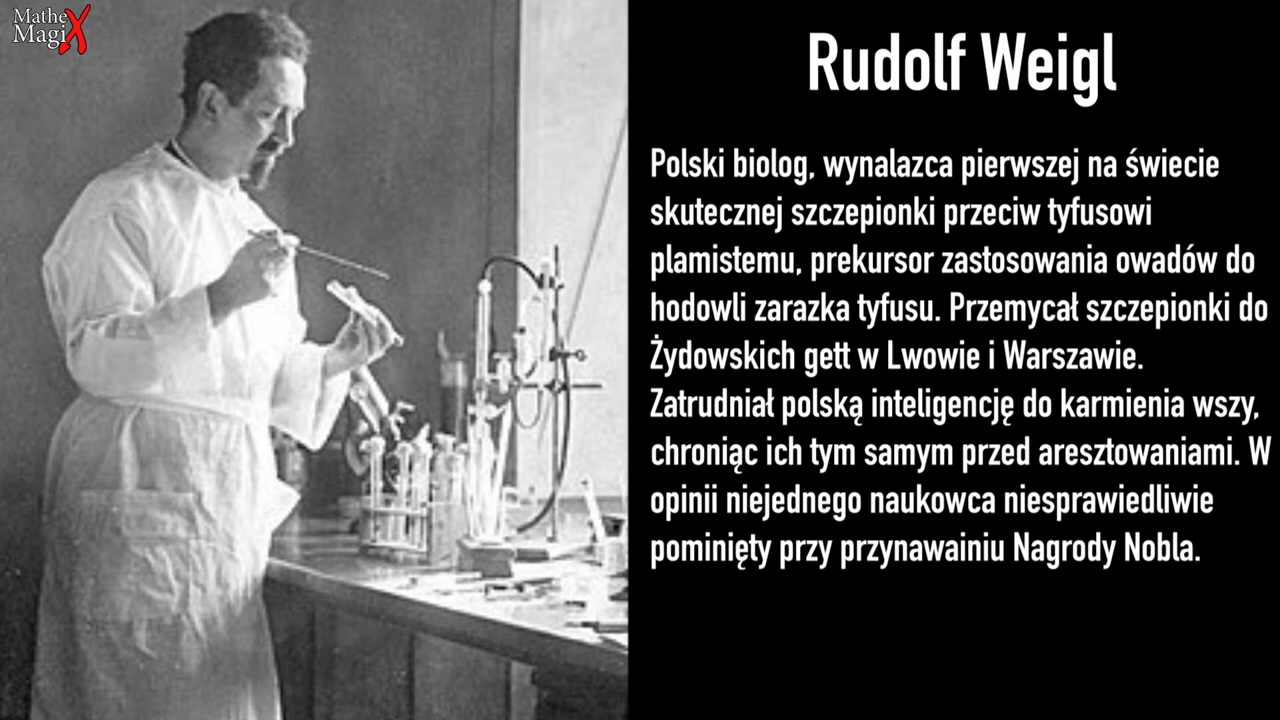 Mathe
MagiX
Rudolf Weigl
Polski biolog, wynalazca pierwszej na świecie
skutecznej szczepionki przeciw tyfusowi
plamistemu, prekursor zastosowania owadów do
hodowli zarazka tyfusu. Przemycał szczepionki do
Żydowskich gett w Lwowie i Warszawie.
Zatrudniał polską inteligencję do karmienia wszy,
chroniąc ich tym samym przed aresztowaniami. W
opinii niejednego naukowca niesprawiedliwie
pominięty przy przynawainiu Nagrody Nobla.